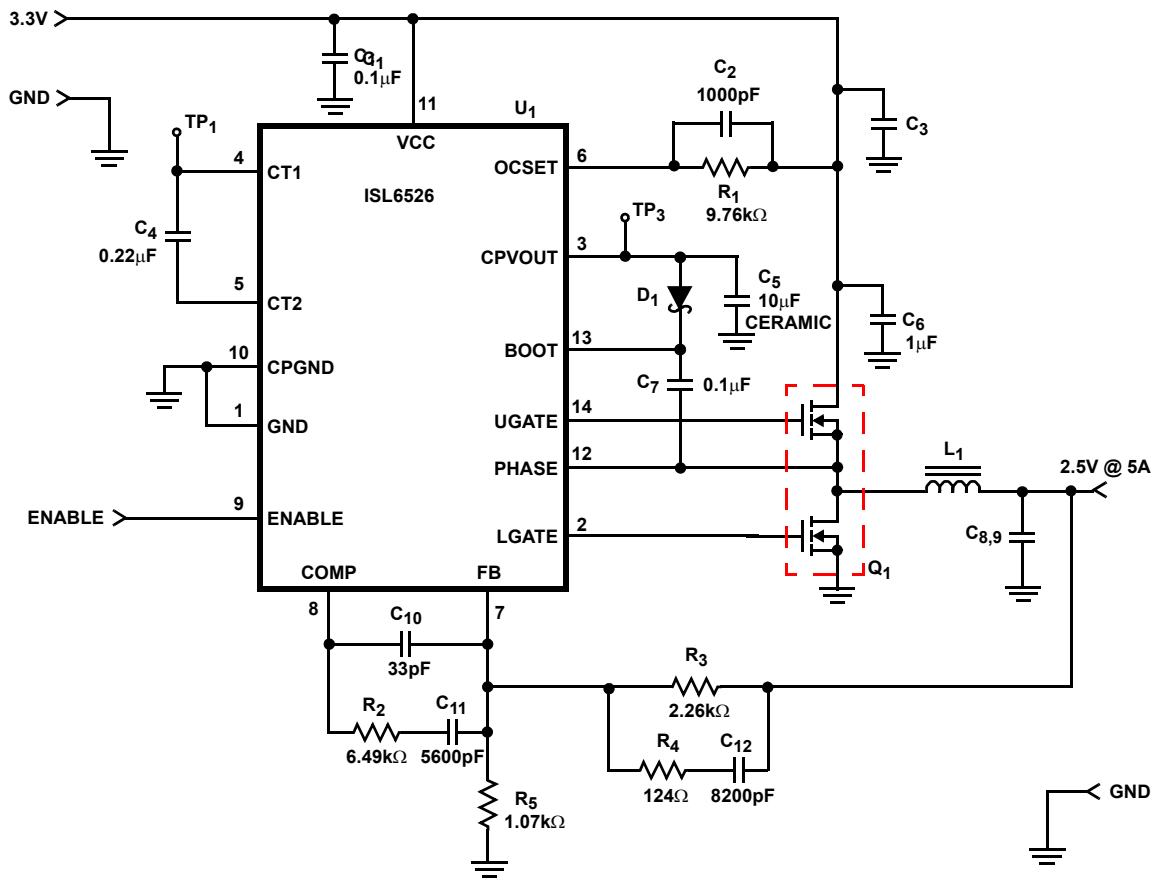 3.3V
GND
C1
0.1μF
11
U1
VCC
TP1
4
CT1
ISL6526
C4
0.22μF
5
CT2
10
CPGND
1
GND
ENABLE
9
ENABLE
COMP
FB
8
7
OCSET
6
C2
1000pF
R1
9.76kΩ
C3
TP3
CPVOUT
3
D1
C5
10μF
CERAMIC
C6
1μF
BOOT
13
C7
0.1μF
UGATE
14
PHASE
12
LGATE
2
Q1
L1
2.5V @ 5A
C8,9
C10
33pF
R2
6.49kΩ
C11
5600pF
R3
2.26kΩ
R4
124Ω
C12
8200pF
R5
1.07kΩ
GND